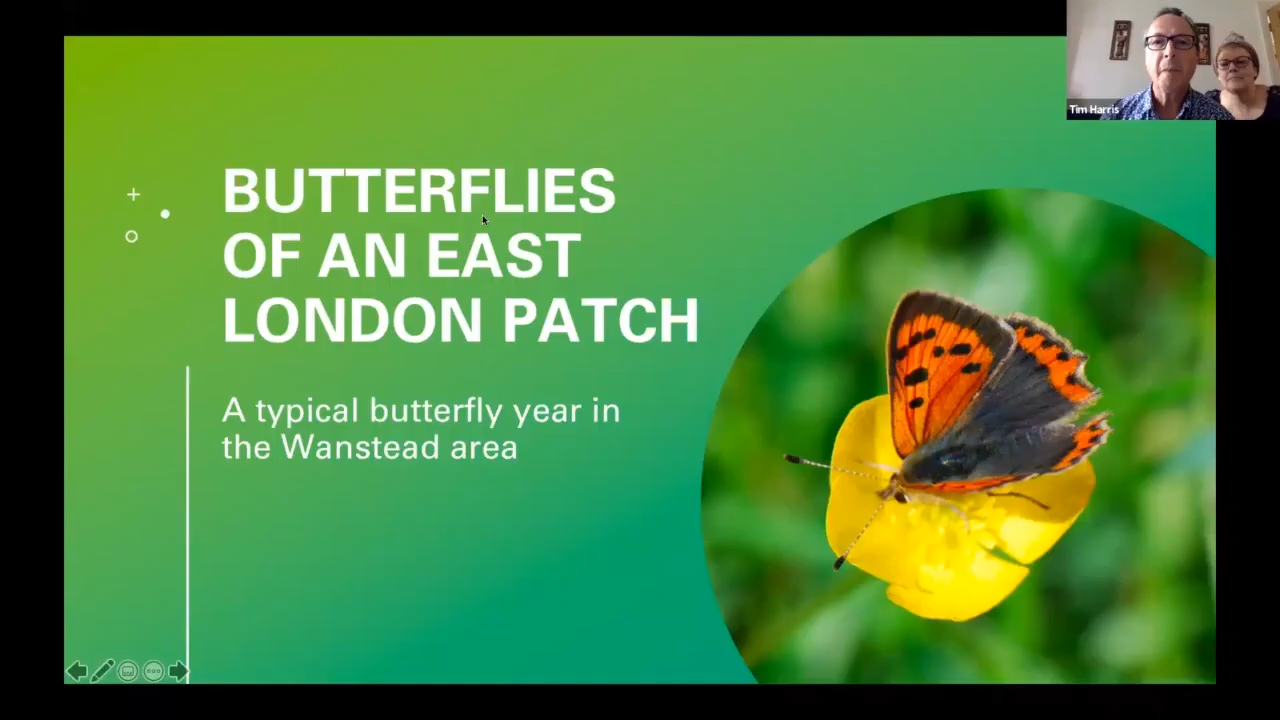 BUTTERFLIES
OF AN EAST
LONDON PATCH
A typical butterfly year in
the Wanstead area
Tim Harris